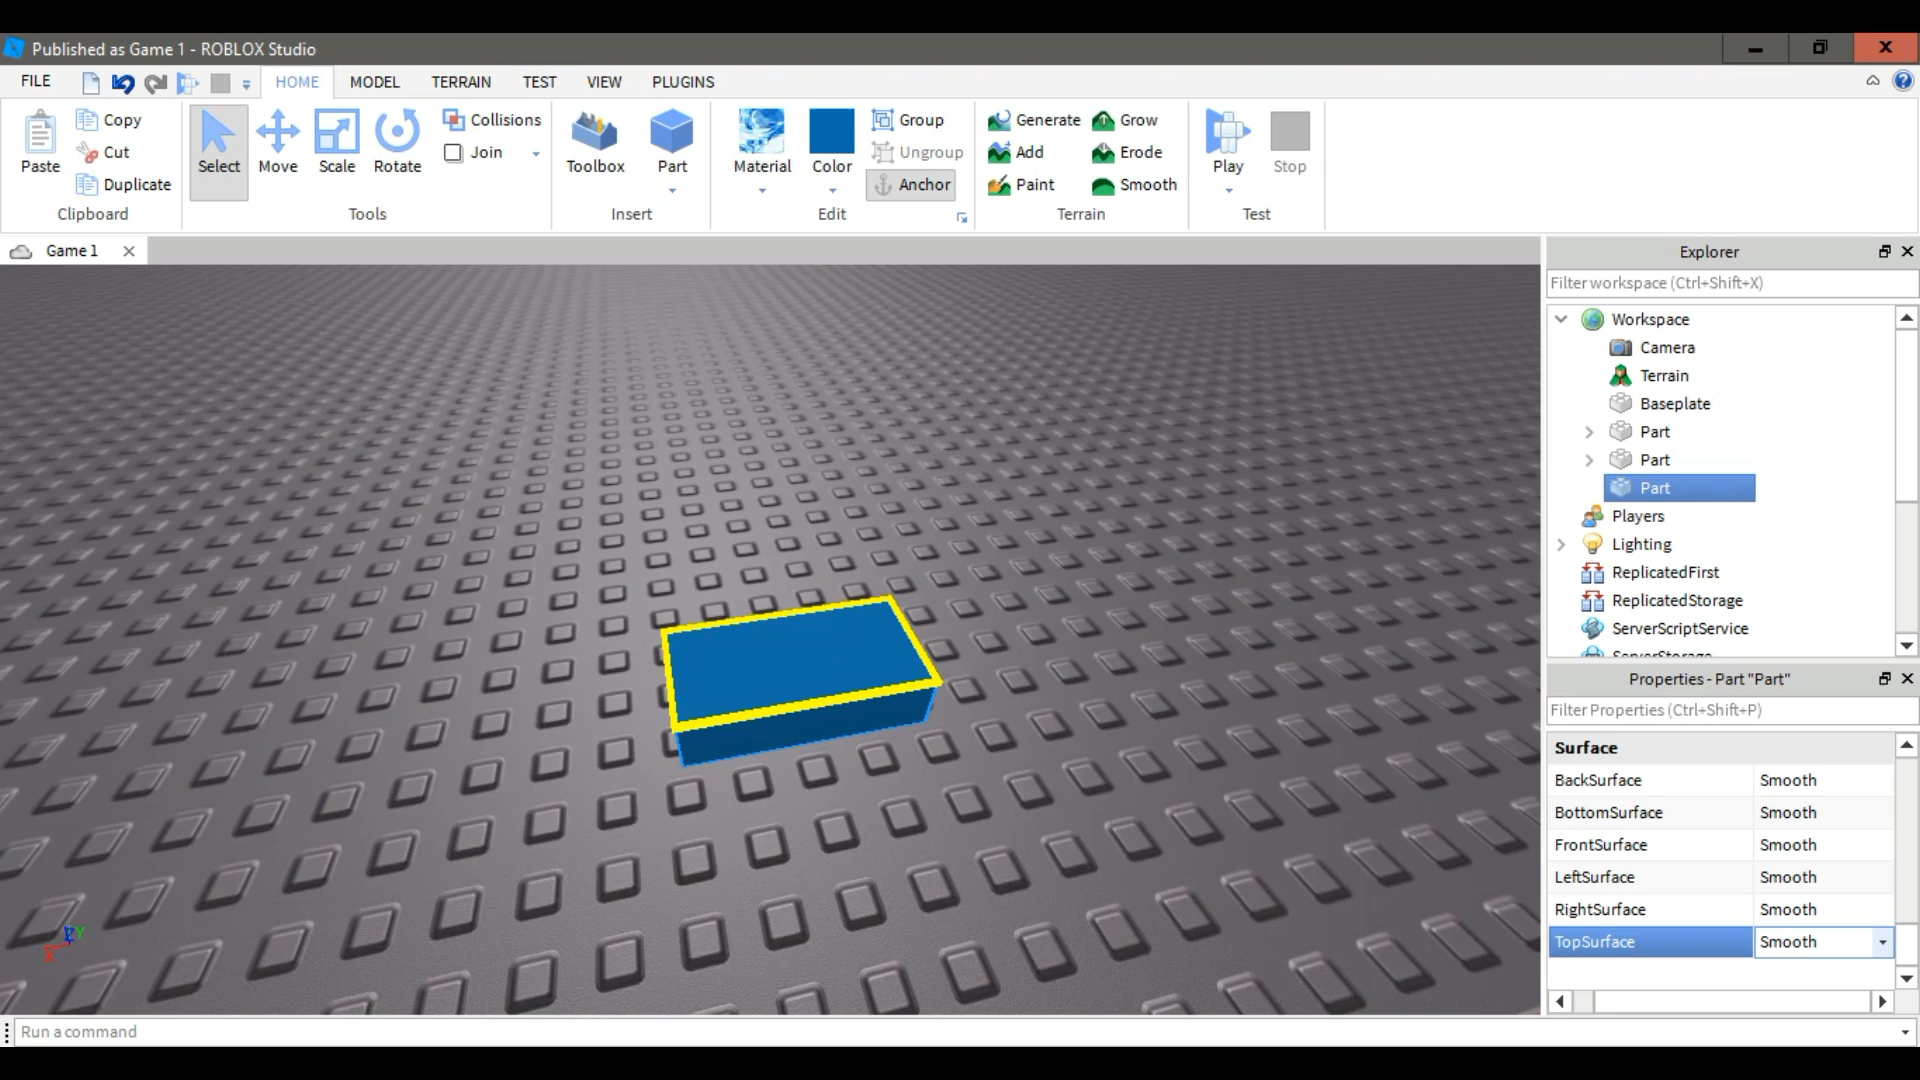 Published as Game 1 - ROBLOX Studio
FILE HOME MODEL TERRAIN TEST VIEW PLUGINS
Paste
Copy
Cut
Duplicate
Clipboard
Select Move Scale Rotate
Collisions
Join
Tools
Toolbox Part
Insert
Material Color
Group
Ungroup
Anchor
Edit
Generate Grow
Add Erode
Paint Smooth
Terrain
Play Stop
Test
Game 1
Explorer
Filter workspace (Ctrl+Shift+X)
Workspace
Camera
Terrain
Baseplate
Part
Part
Part
Players
Lighting
ReplicatedFirst
ReplicatedStorage
ServerScriptService
ServerStorage
Properties - Part "Part"
Filter Properties (Ctrl+Shift+P)
Surface
BackSurface Smooth
BottomSurface Smooth
FrontSurface Smooth
LeftSurface Smooth
RightSurface Smooth
TopSurface Smooth
Z Y
X
Run a command